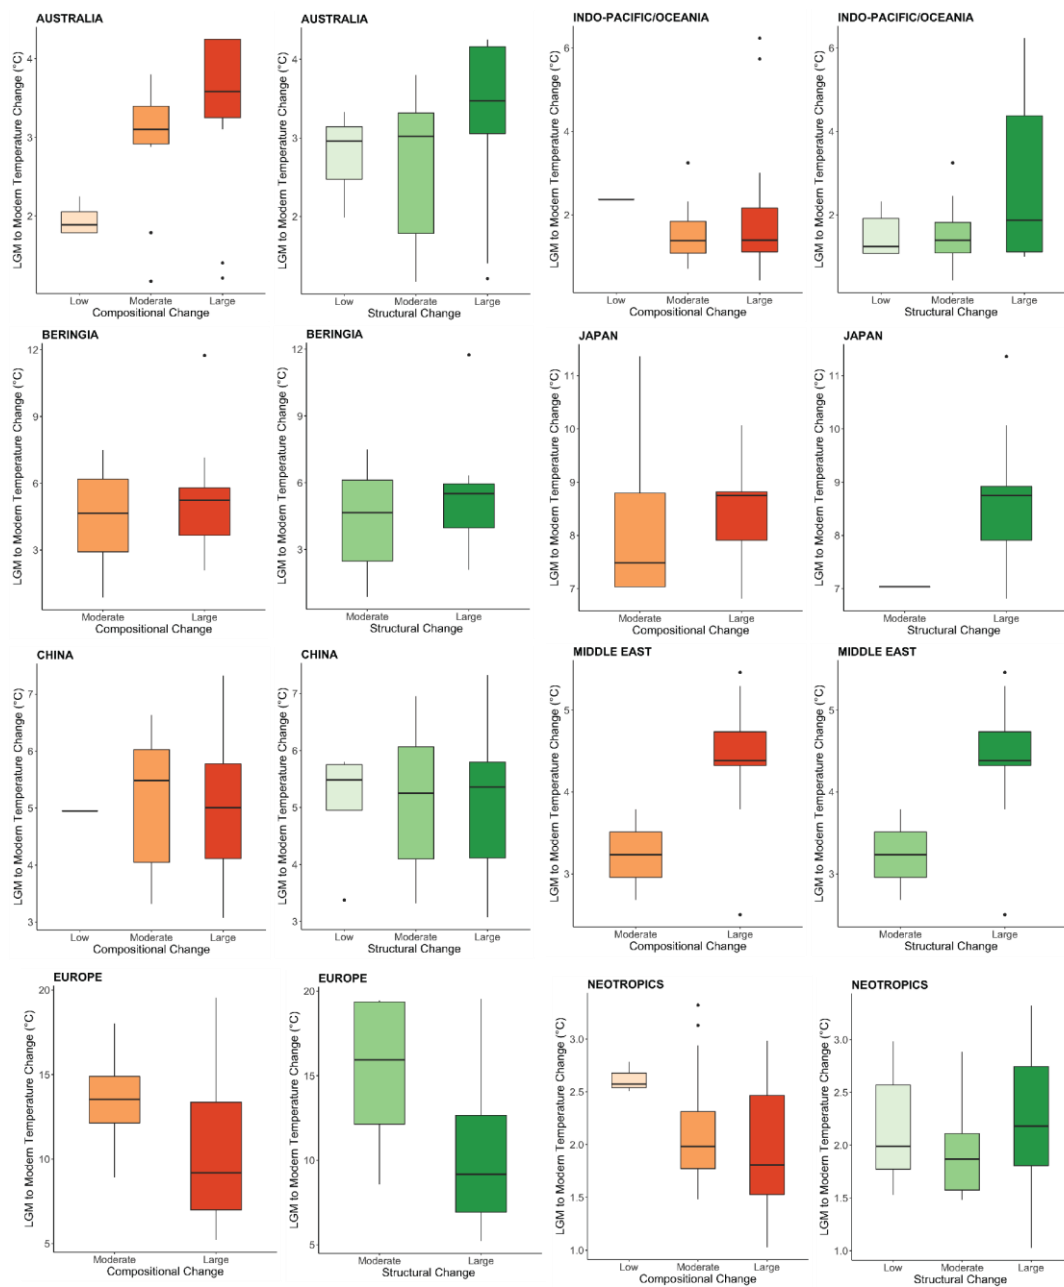 AUSTRALIA
LGM to Modern Temperature Change (°C)
4
3
2
Low Moderate Large
Compositional Change
AUSTRALIA
LGM to Modern Temperature Change (°C)
4
3
2
Low Moderate Large
Structural Change
INDO-PACIFIC/OCEANIA
LGM to Modern Temperature Change (°C)
6
4
2
Low Moderate Large
Compositional Change
INDO-PACIFIC/OCEANIA
LGM to Modern Temperature Change (°C)
6
4
2
Low Moderate Large
Structural Change
BERINGIA
LGM to Modern Temperature Change (°C)
12
9
6
3
Moderate Large
Compositional Change
BERINGIA
LGM to Modern Temperature Change (°C)
12
9
6
3
Moderate Large
Structural Change
JAPAN
LGM to Modern Temperature Change (°C)
11
10
9
8
7
Moderate Large
Compositional Change
JAPAN
LGM to Modern Temperature Change (°C)
11
10
9
8
7
Moderate Large
Structural Change
CHINA
LGM to Modern Temperature Change (°C)
7
6
5
4
3
Low Moderate Large
Compositional Change
CHINA
LGM to Modern Temperature Change (°C)
7
6
5
4
3
Low Moderate Large
Structural Change
MIDDLE EAST
LGM to Modern Temperature Change (°C)
5
4
3
Moderate Large
Compositional Change
MIDDLE EAST
LGM to Modern Temperature Change (°C)
5
4
3
Moderate Large
Structural Change
EUROPE
LGM to Modern Temperature Change (°C)
20
15
10
5
Moderate Large
Compositional Change
EUROPE
LGM to Modern Temperature Change (°C)
20
15
10
5
Moderate Large
Structural Change
NEOTROPICS
LGM to Modern Temperature Change (°C)
3.0
2.5
2.0
1.5
1.0
Low Moderate Large
Compositional Change
NEOTROPICS
LGM to Modern Temperature Change (°C)
3.0
2.5
2.0
1.5
1.0
Low Moderate Large
Structural Change